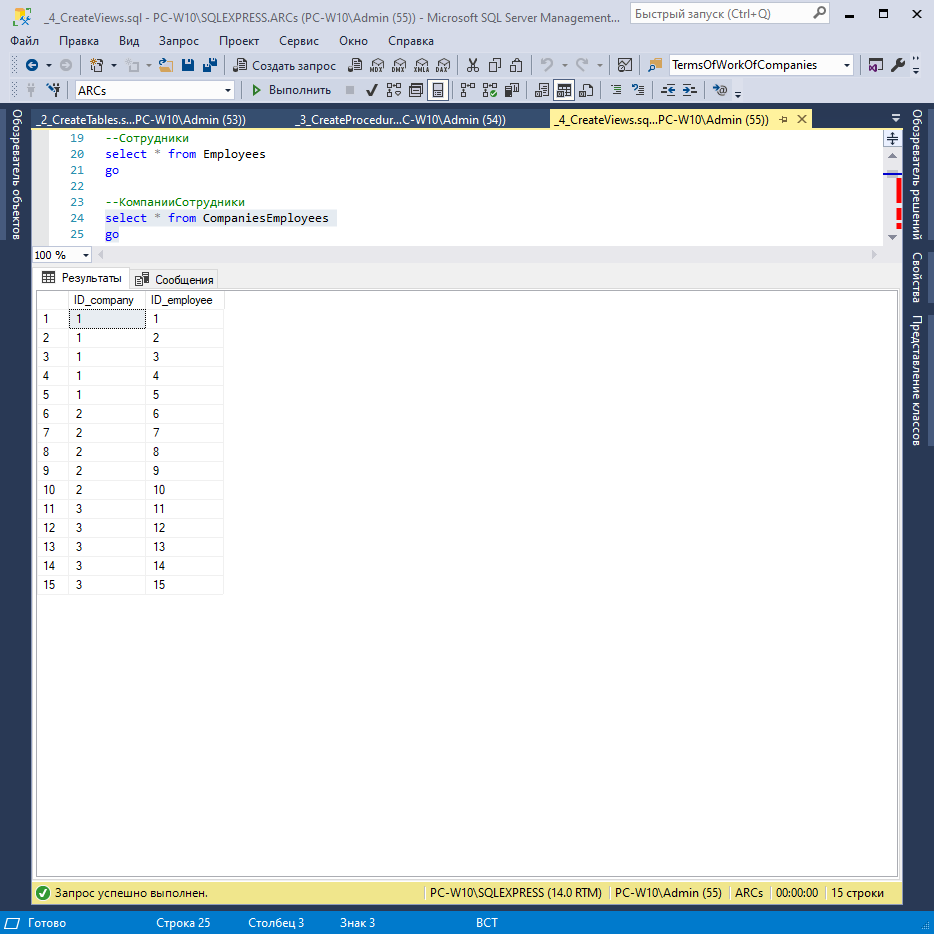 _4_CreateViews.sql - PC-W10\SQLEXPRESS.ARCs (PC-W10\Admin (55)) - Microsoft SQL Server Management... Быстрый запуск (Ctrl+Q)
Файл Правка Вид Запрос Проект Сервис Окно Справка
Создать запрос MDX DMX XMLA DAX TermsOfWorkOfCompanies
ARCs Выполнить
_2_CreateTables.s...PC-W10\Admin (53)) _3_CreateProcedur...C-W10\Admin (54)) _4_CreateViews.sq...PC-W10\Admin (55))
Обозреватель объектов
19 --Сотрудники
20 select * from Employees
21 go
22
23 --КомпанииСотрудники
24 select * from CompaniesEmployees
25 go
100 %
Результаты Сообщения
ID_company ID_employee
1 1 1
2 1 2
3 1 3
4 1 4
5 1 5
6 2 6
7 2 7
8 2 8
9 2 9
10 2 10
11 3 11
12 3 12
13 3 13
14 3 14
15 3 15
Обозреватель решений
Свойства
Представление классов
Запрос успешно выполнен. PC-W10\SQLEXPRESS (14.0 RTM) PC-W10\Admin (55) ARCs 00:00:00 15 строки
Готово Строка 25 Столбец 3 Знак 3 ВСТ